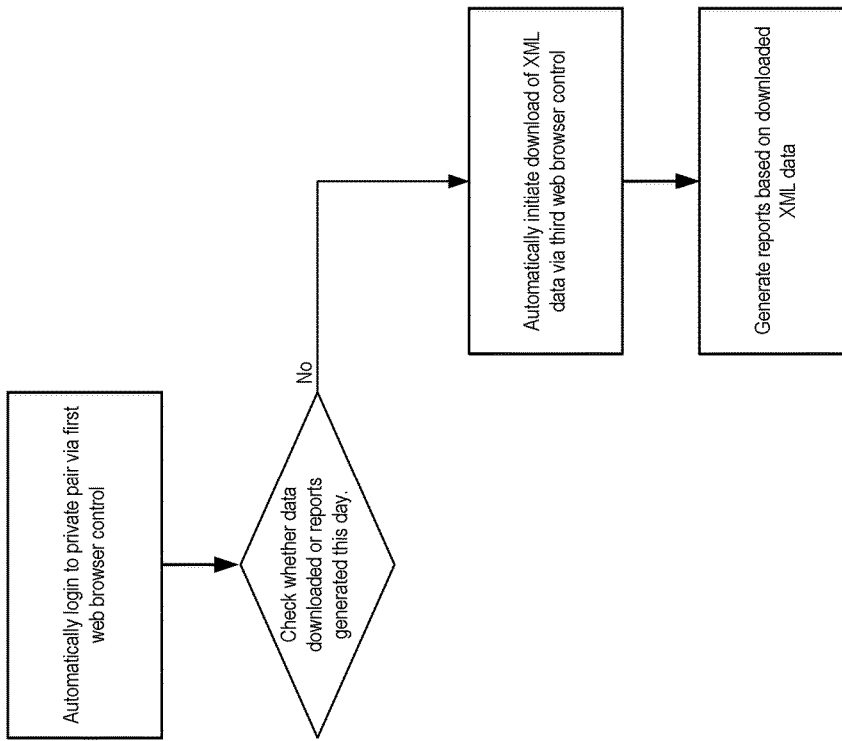 Automatically login to private pair via first
web browser control
Check whether data
downloaded or reports
generated this day.
No
Automatically initiate download of XML
data via third web browser control
Generate reports based on downloaded
XML data